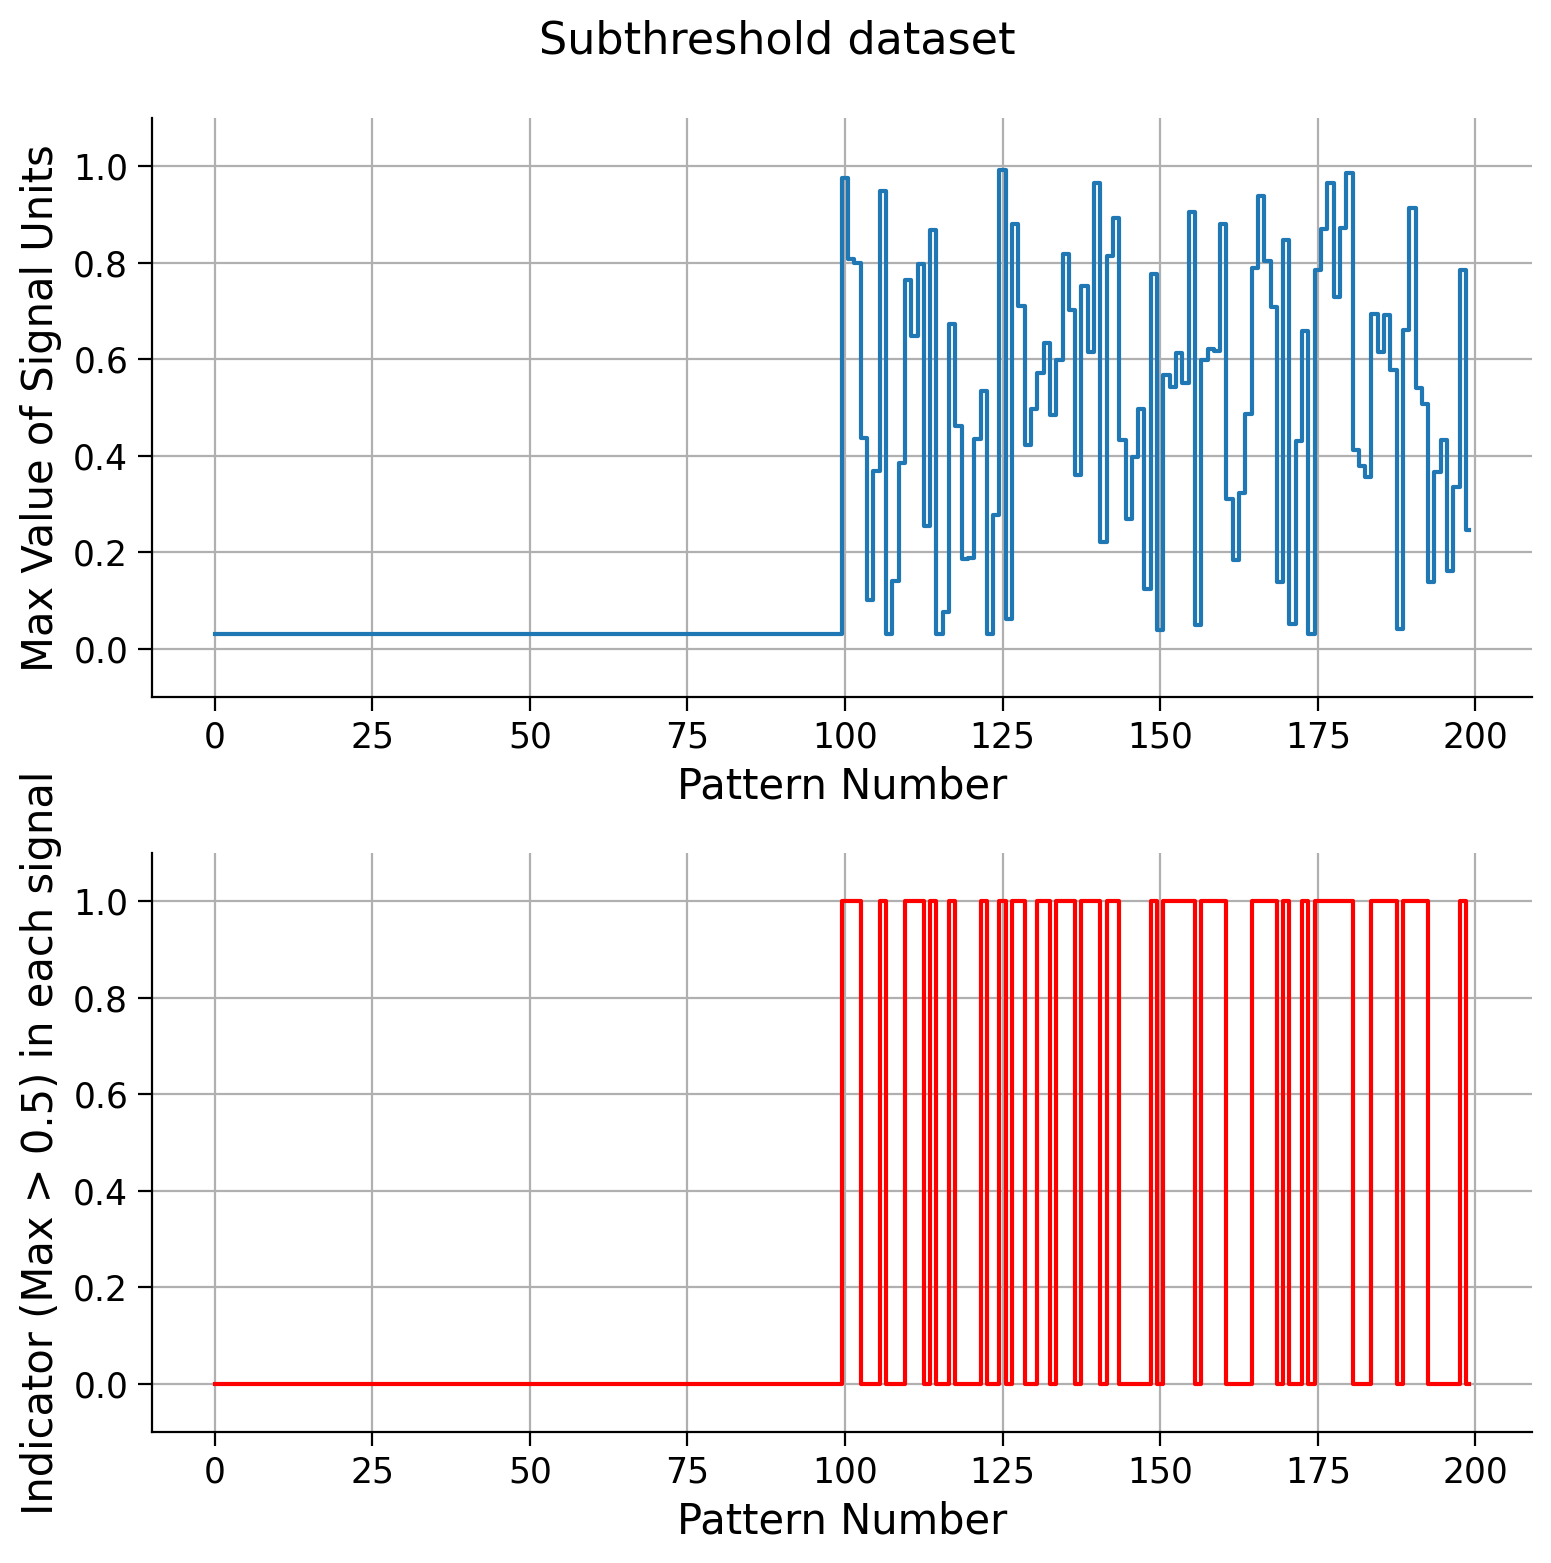 Subthreshold dataset
Max Value of Signal Units
1.0
0.8
0.6
0.4
0.2
0.0
0 25 50 75 100 125 150 175 200
Pattern Number
Indicator (Max > 0.5) in each signal
1.0
0.8
0.6
0.4
0.2
0.0
0 25 50 75 100 125 150 175 200
Pattern Number